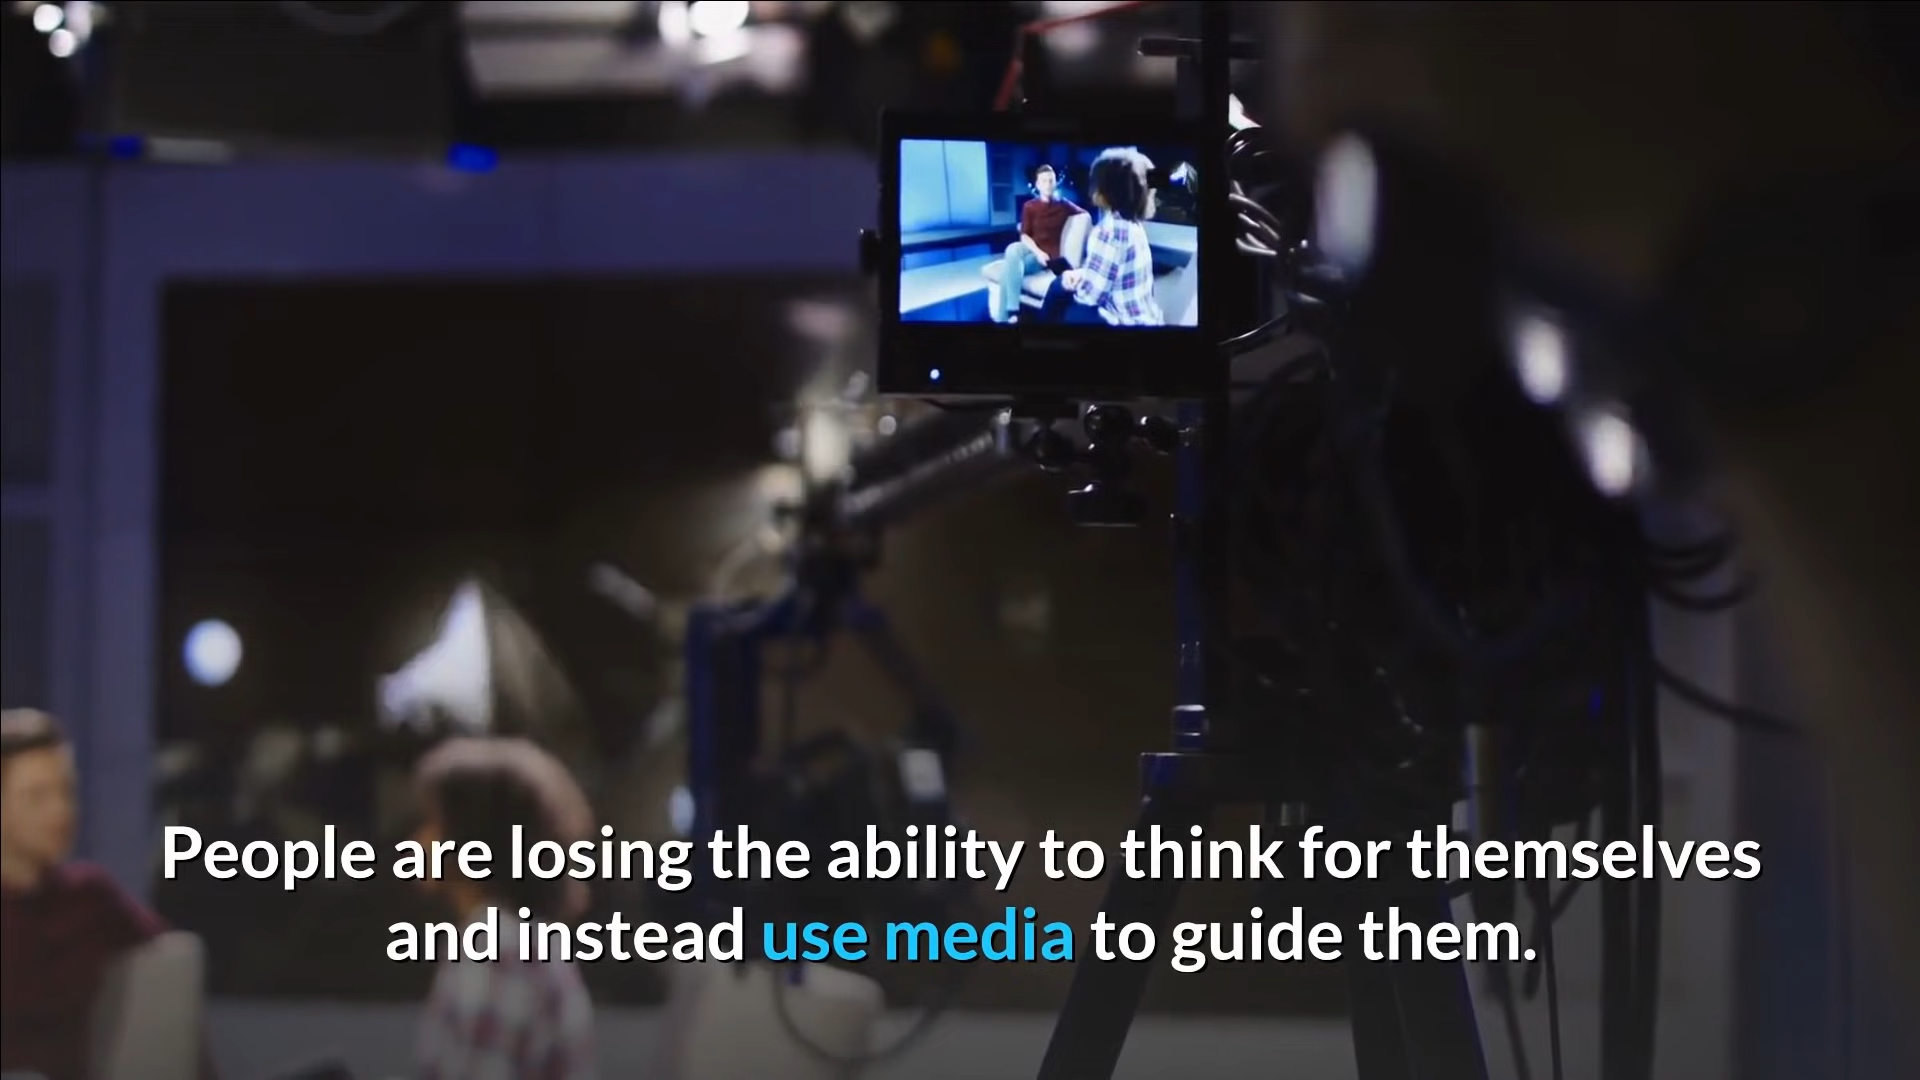 People are losing the ability to think for themselves
and instead use media to guide them.